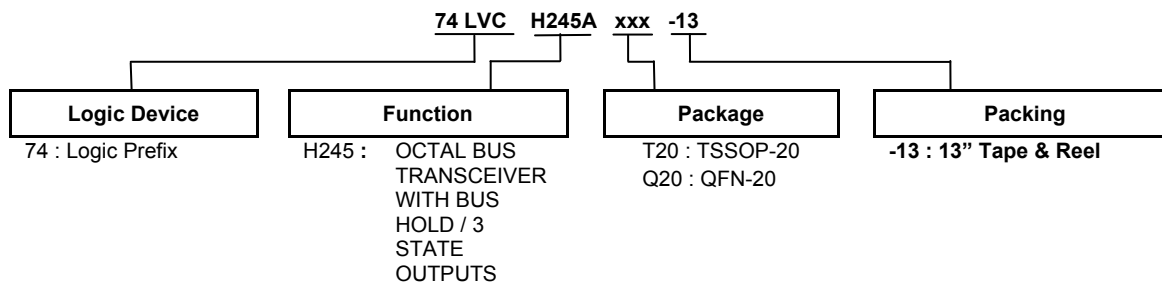 74 LVC H245A xxx -13
Logic Device Function Package Packing
74 : Logic Prefix H245 : OCTAL BUS T20 : TSSOP-20 -13 : 13” Tape & Reel
TRANSCEIVER Q20 : QFN-20
WITH BUS
HOLD / 3
STATE
OUTPUTS